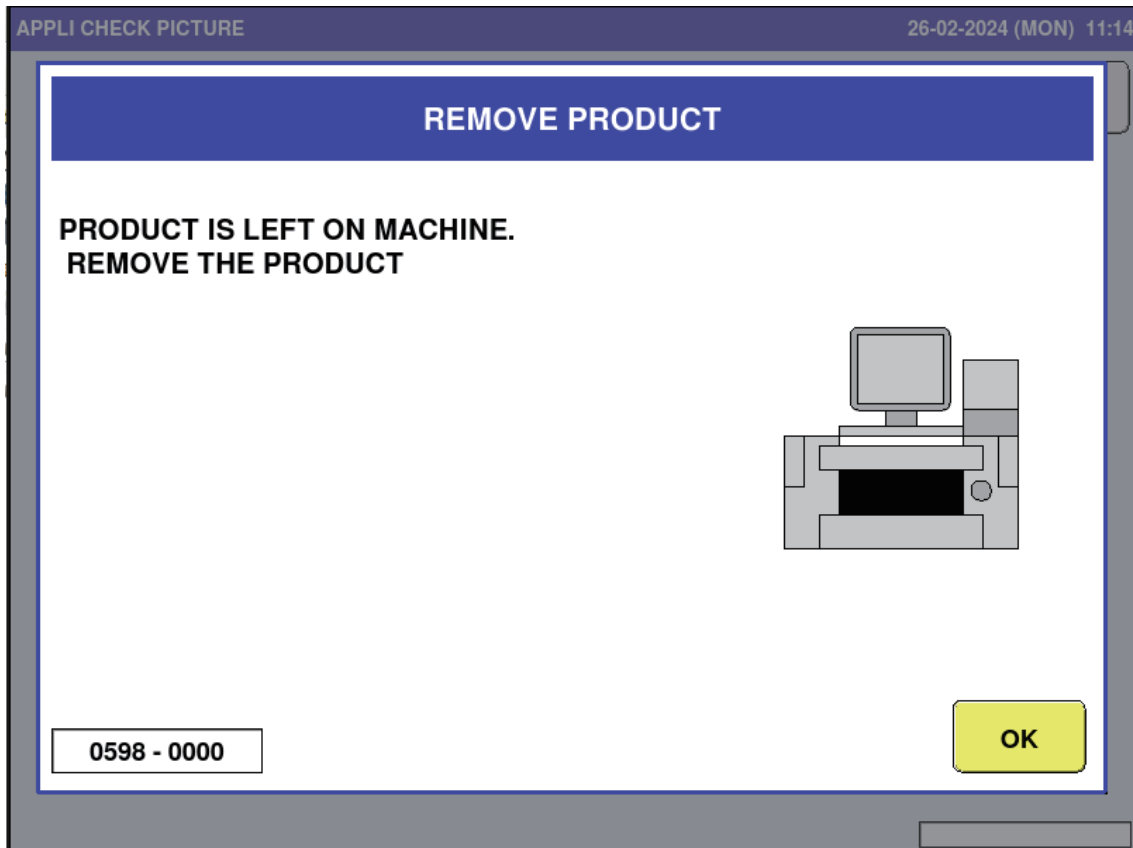 APPLI CHECK PICTURE
26-02-2024 (MON) 11:14
REMOVE PRODUCT
PRODUCT IS LEFT ON MACHINE.
REMOVE THE PRODUCT
0598 - 0000
OK